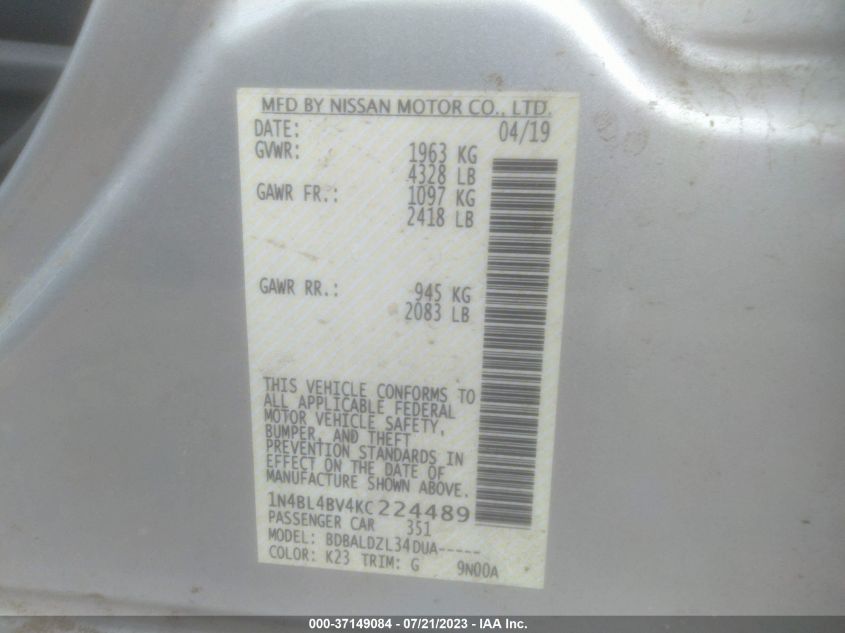 MFD BY NISSAN MOTOR CO., LTD.
DATE: 04/19
GVWR: 1963 KG
4328 LB
GAWR FR.: 1097 KG
2418 LB
GAWR RR.: 945 KG
2083 LB
THIS VEHICLE CONFORMS TO
ALL APPLICABLE FEDERAL
MOTOR VEHICLE SAFETY,
BUMPER, AND THEFT
PREVENTION STANDARDS IN
EFFECT ON THE DATE OF
MANUFACTURE SHOWN ABOVE.
1N4BL4BV4KC224489
PASSENGER CAR 351
MODEL: BDBALDZL34DUA-----
COLOR: K23 TRIM: G 9N00A
000-37149084 / 07/21/2023 - IAA Inc.